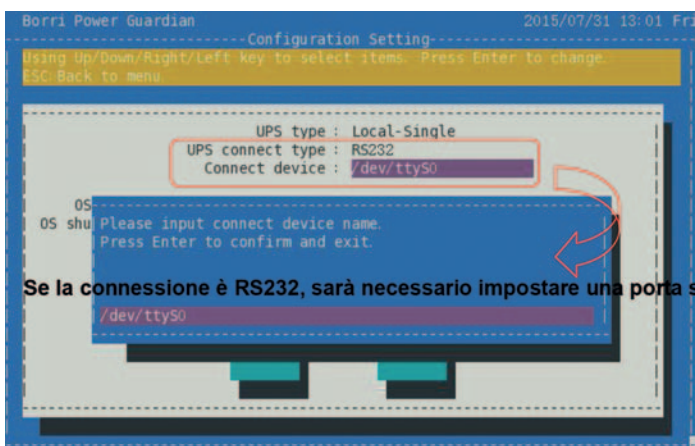 Borri Power Guardian 2015/07/31 13:01 Fri
Configuration Setting
Using Up/Down/Right/Left key to select items. Press Enter to change.
ESC:Back to menu.
UPS type : Local-Single
UPS connect type : RS232
Connect device : /dev/ttyS0
OS
OS shu
Please input connect device name.
Press Enter to confirm and exit.
Se la connessione è RS232, sarà necessario impostare una porta s
/dev/ttyS0